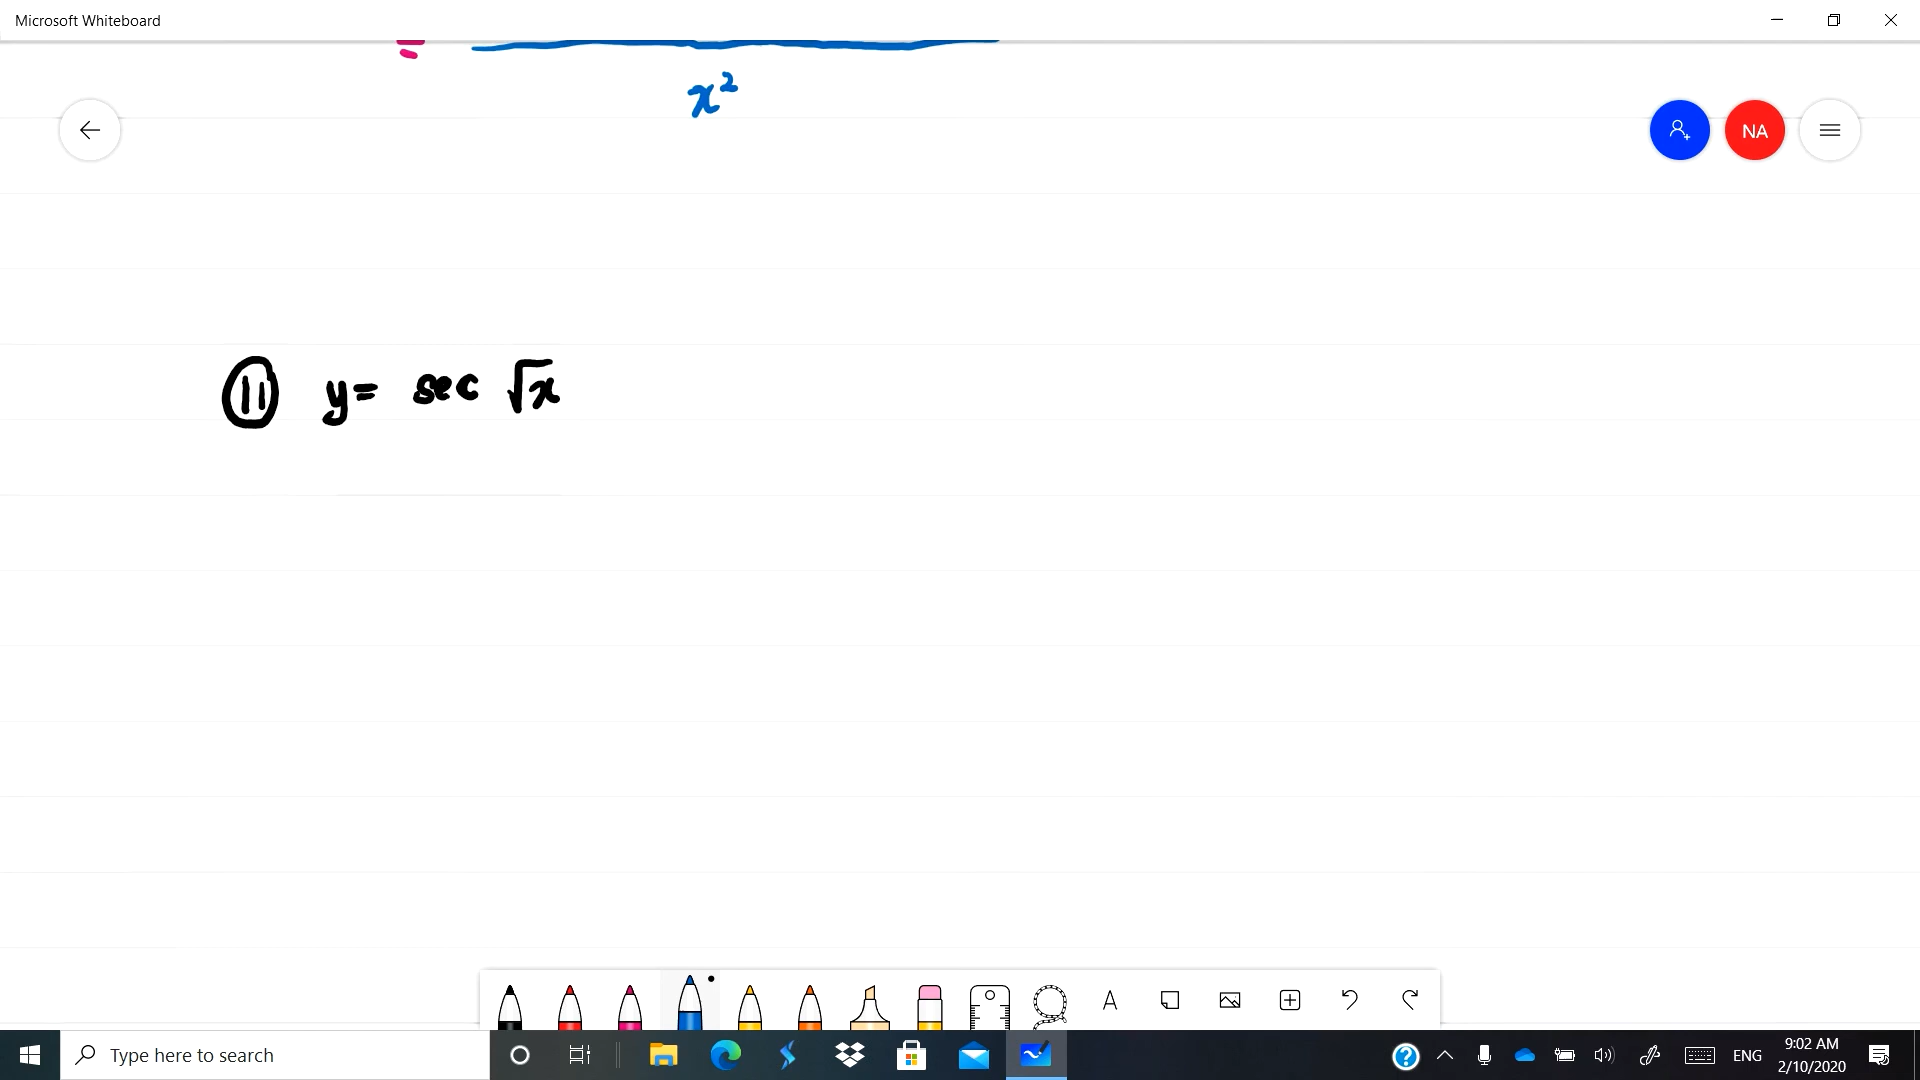 Microsoft Whiteboard
=
x²
NA
⑪ y = sec √x
A
Type here to search
ENG
9:02 AM
2/10/2020